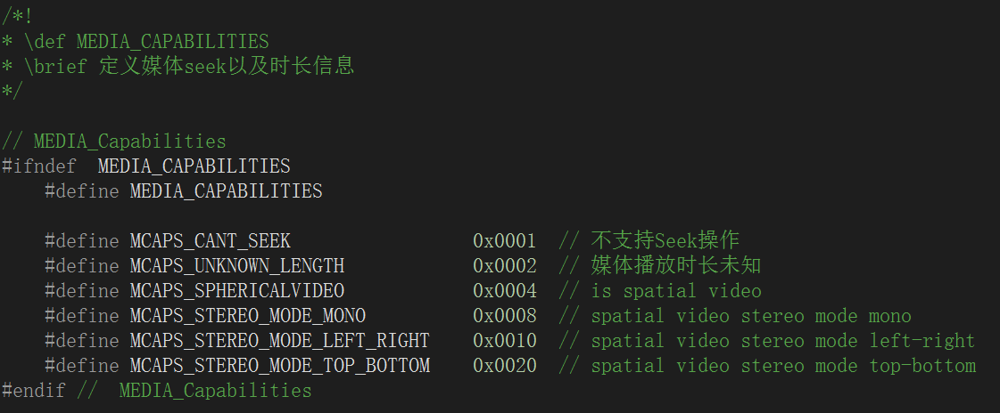 /*!
* \def MEDIA_CAPABILITIES
* \brief 定义媒体seek以及时长信息
*/
// MEDIA_Capabilities
#ifndef  MEDIA_CAPABILITIES
    #define MEDIA_CAPABILITIES
    #define MCAPS_CANT_SEEK                 0x0001  // 不支持Seek操作
    #define MCAPS_UNKNOWN_LENGTH            0x0002  // 媒体播放时长未知
    #define MCAPS_SPHERICALVIDEO            0x0004  // is spatial video
    #define MCAPS_STEREO_MODE_MONO          0x0008  // spatial video stereo mode mono
    #define MCAPS_STEREO_MODE_LEFT_RIGHT    0x0010  // spatial video stereo mode left-right
    #define MCAPS_STEREO_MODE_TOP_BOTTOM    0x0020  // spatial video stereo mode top-bottom
#endif //  MEDIA_Capabilities